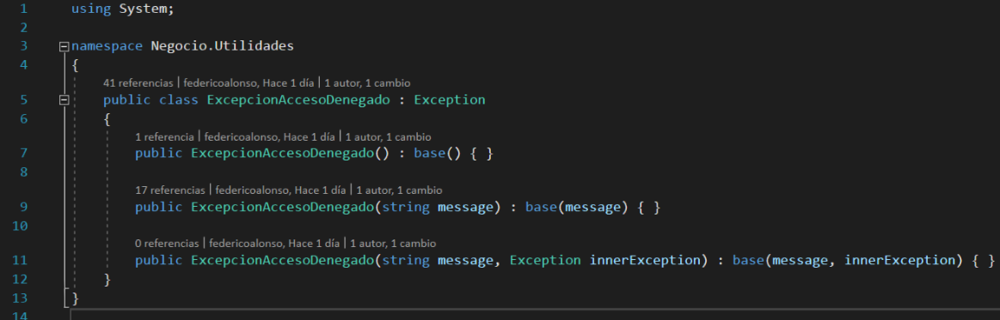 1 using System;
2
3 namespace Negocio.Utilidades
4 {
41 referencias | federicoalonso, Hace 1 día | 1 autor, 1 cambio
5 public class ExcepcionAccesoDenegado : Exception
6 {
1 referencia | federicoalonso, Hace 1 día | 1 autor, 1 cambio
7 public ExcepcionAccesoDenegado() : base() { }
8
17 referencias | federicoalonso, Hace 1 día | 1 autor, 1 cambio
9 public ExcepcionAccesoDenegado(string message) : base(message) { }
10
0 referencias | federicoalonso, Hace 1 día | 1 autor, 1 cambio
11 public ExcepcionAccesoDenegado(string message, Exception innerException) : base(message, innerException) { }
12 }
13 }
14